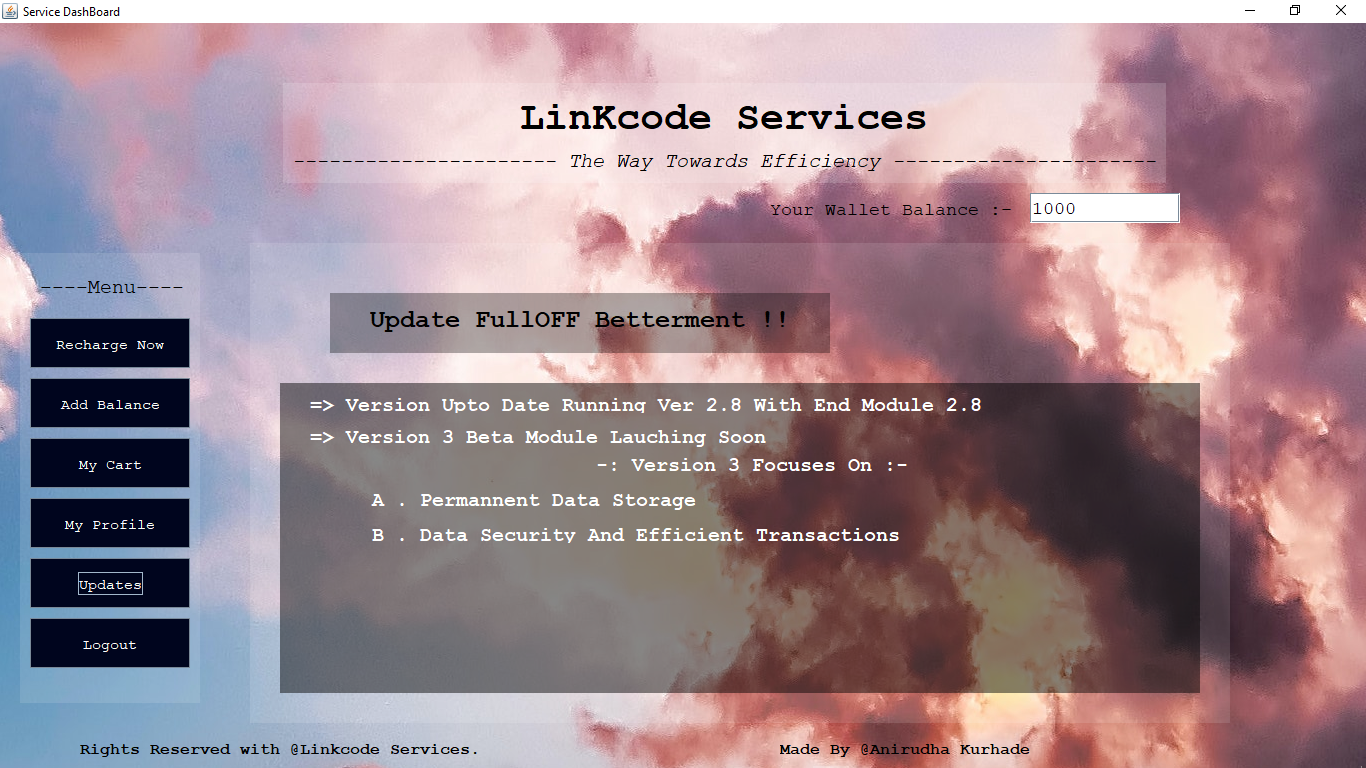 Service DashBoard
LinKcode Services
---------------------- The Way Towards Efficiency ----------------------
Your Wallet Balance :- 1000
----Menu----
Recharge Now
Add Balance
My Cart
My Profile
Updates
Logout
Update FullOFF Betterment !!
=> Version Upto Date Running Ver 2.8 With End Module 2.8
=> Version 3 Beta Module Lauching Soon
-: Version 3 Focuses On :-
A . Permannent Data Storage
B . Data Security And Efficient Transactions
Rights Reserved with @Linkcode Services.
Made By @Anirudha Kurhade